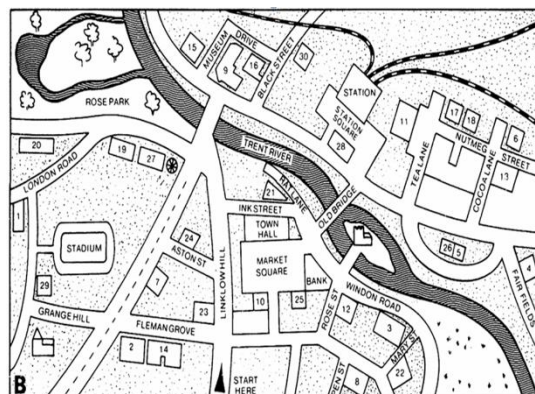 15
MUSEUM
DRIVE
9
16
BLACK STREET
30
STATION
STATION
SQUARE
28
11
17
18
6
NUTMEG
STREET
13
TEA LANE
COCOA LANE
ROSE PARK
TRENT RIVER
20
19
27
LONDON ROAD
1
21
RAT LANE
OLD BRIDGE
INK STREET
TOWN
HALL
MARKET
SQUARE
BANK
26
5
4
FAIR FIELDS
STADIUM
24
ASTON ST
LINKLOW HILL
7
29
GRANGE HILL
23
10
25
ROSE ST
WINDON ROAD
12
3
MARY S
FLEMAN GROVE
2
14
22
8
PEN ST
B
START
HERE